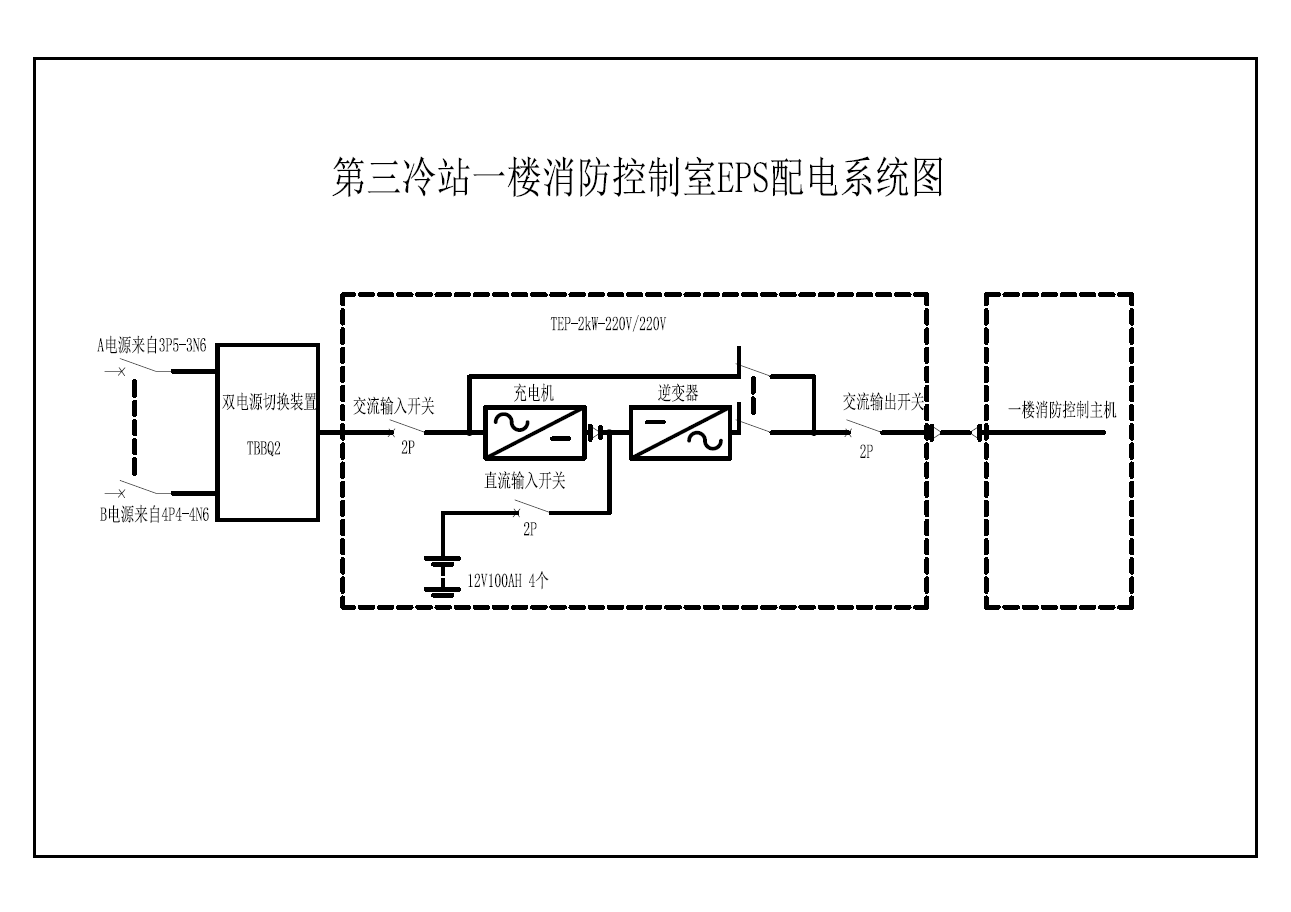 第三冷站一楼消防控制室EPS配电系统图
TEP-2kW-220V/220V
A电源来自3P5-3N6
双电源切换装置
TBBQ2
B电源来自4P4-4N6
交流输入开关
2P
充电机
逆变器
交流输出开关
2P
一楼消防控制主机
直流输入开关
2P
12V100AH 4个